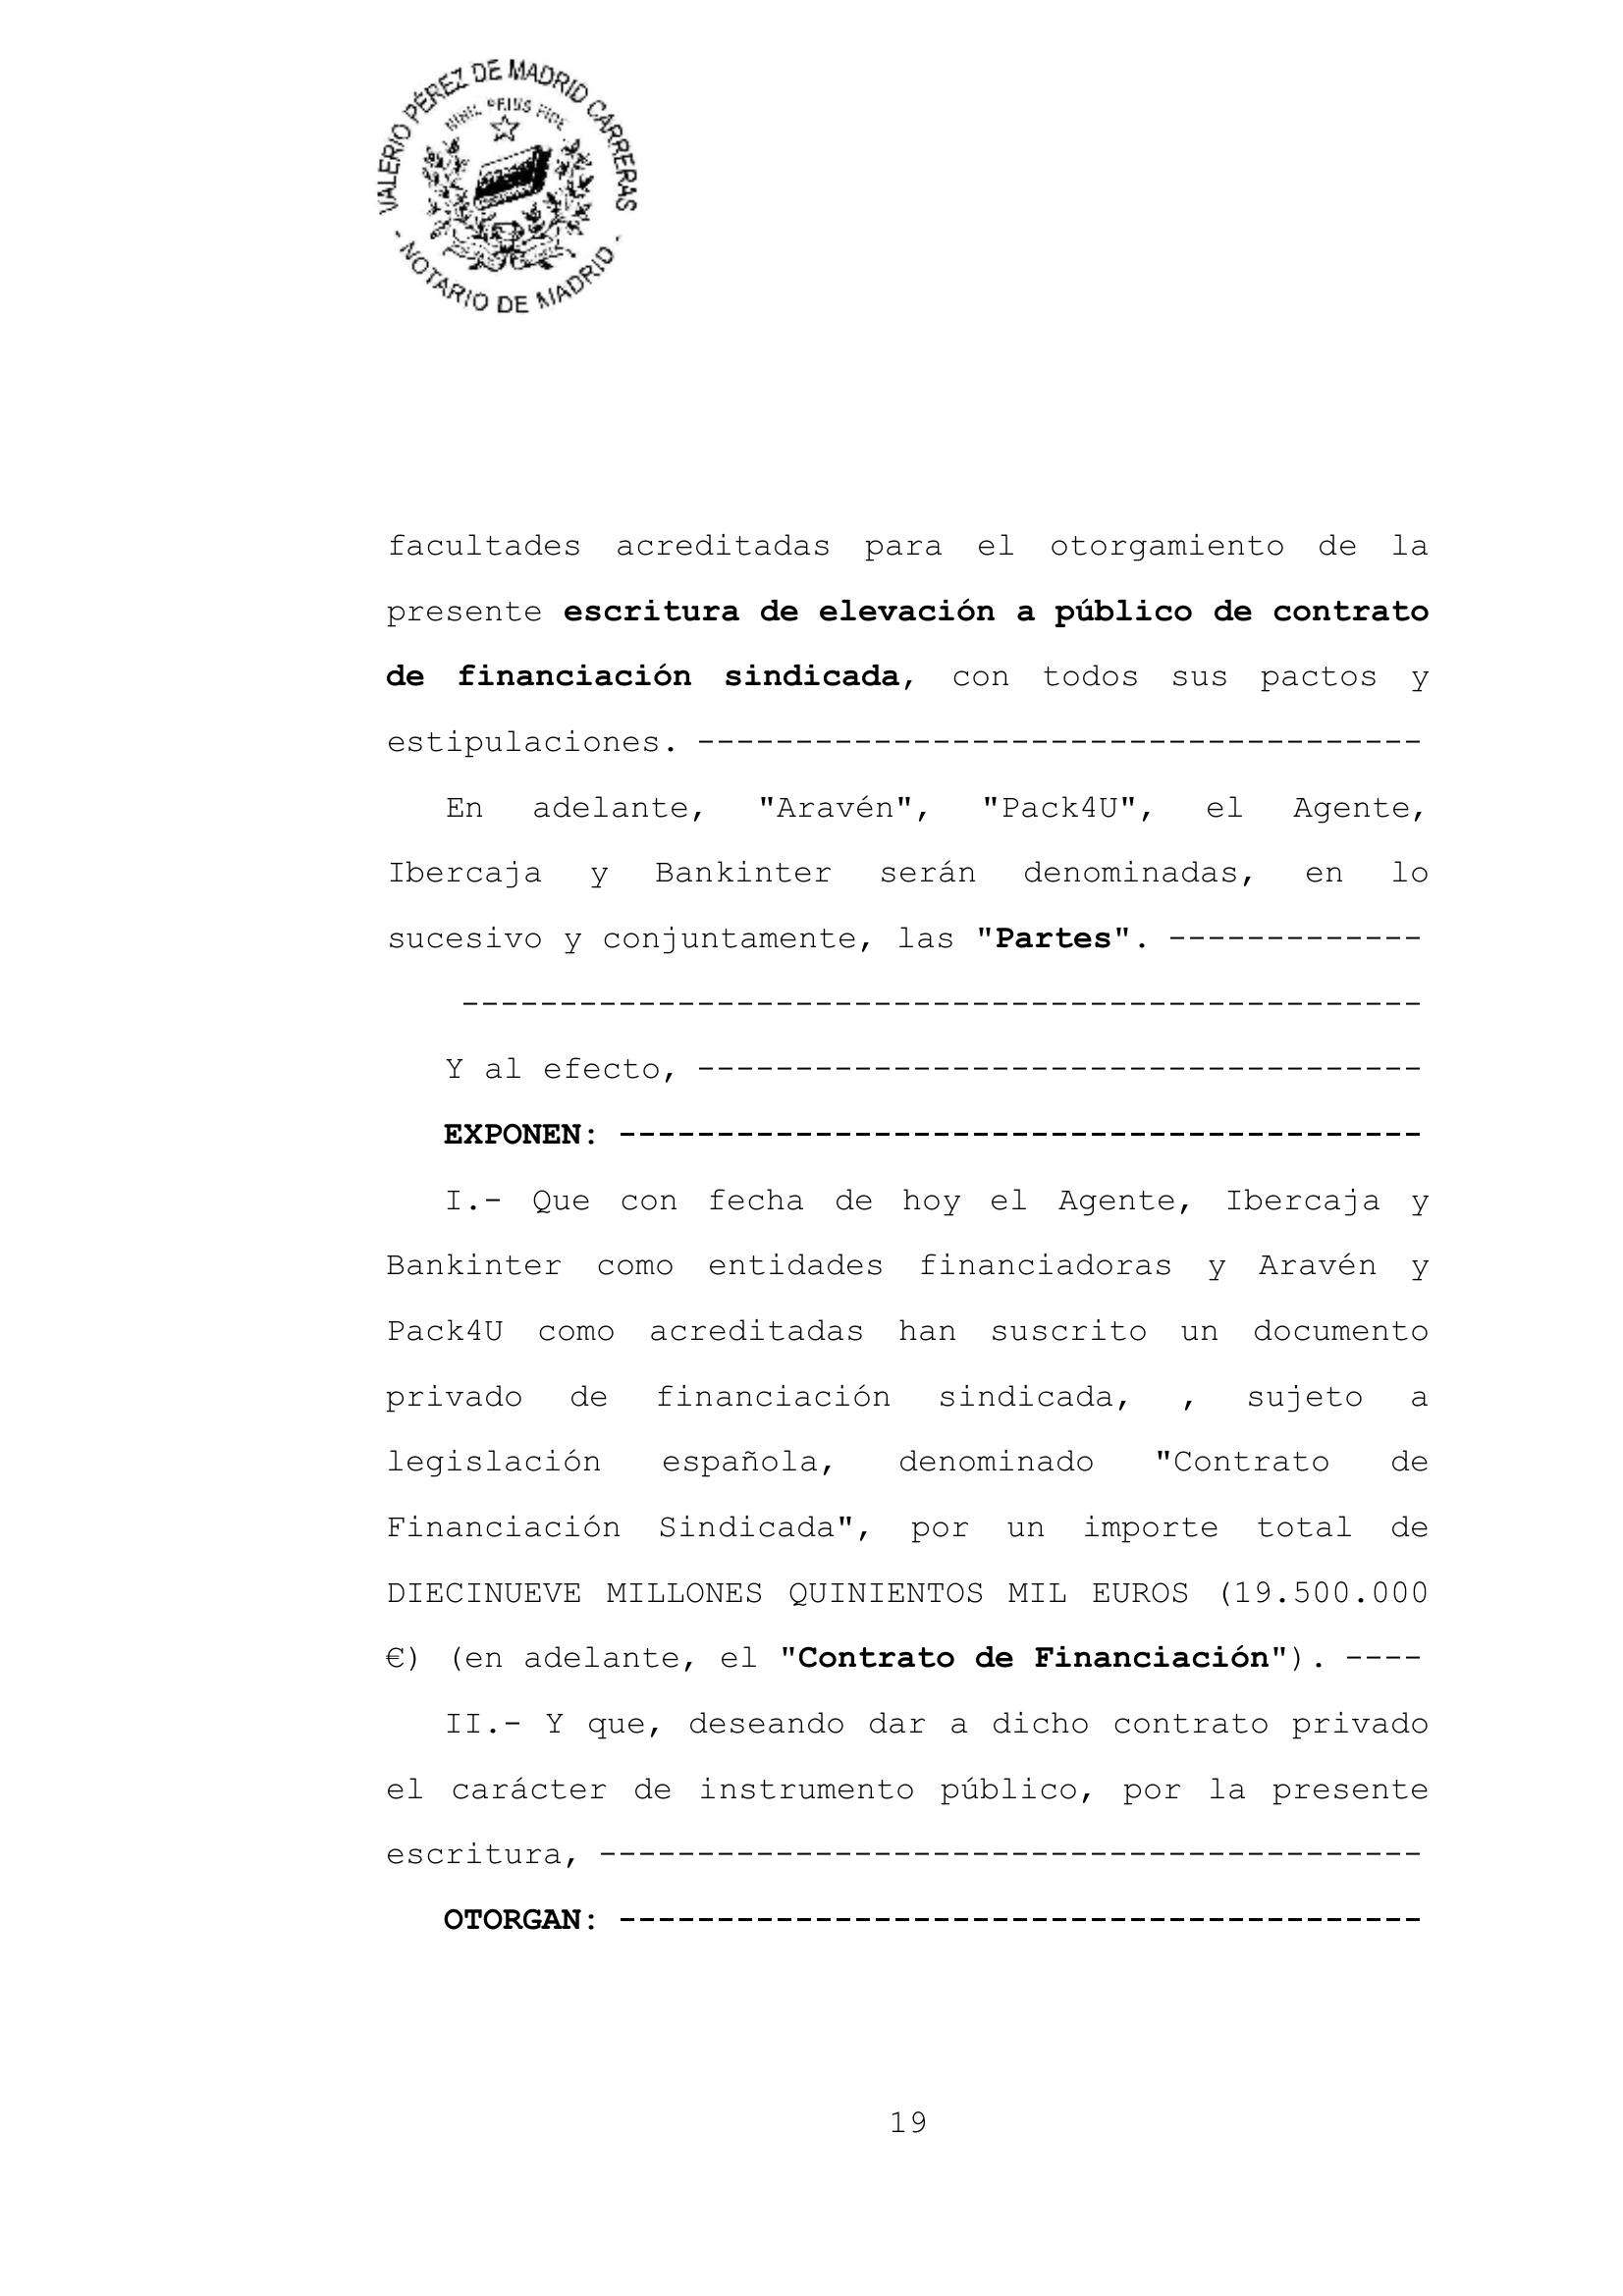 VALERIO PÉREZ DE MADRID CARRERAS
- NOTARIO DE MADRID -
facultades acreditadas para el otorgamiento de la
presente escritura de elevación a público de contrato
de financiación sindicada, con todos sus pactos y
estipulaciones. -------------------------------------
En adelante, "Aravén", "Pack4U", el Agente,
Ibercaja y Bankinter serán denominadas, en lo
sucesivo y conjuntamente, las "Partes". -------------
-------------------------------------------------
Y al efecto, -------------------------------------
EXPONEN: -----------------------------------------
I.- Que con fecha de hoy el Agente, Ibercaja y
Bankinter como entidades financiadoras y Aravén y
Pack4U como acreditadas han suscrito un documento
privado de financiación sindicada, , sujeto a
legislación española, denominado "Contrato de
Financiación Sindicada", por un importe total de
DIECINUEVE MILLONES QUINIENTOS MIL EUROS (19.500.000
€) (en adelante, el "Contrato de Financiación"). ----
II.- Y que, deseando dar a dicho contrato privado
el carácter de instrumento público, por la presente
escritura, ------------------------------------------
OTORGAN: -----------------------------------------
19